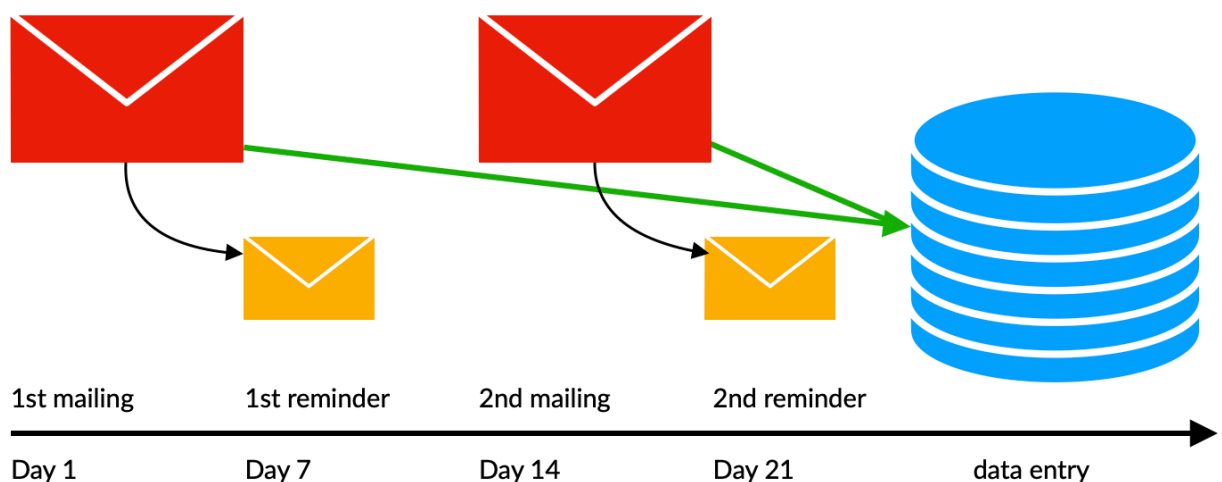 1st mailing
1st reminder
2nd mailing
2nd reminder
Day 1
Day 7
Day 14
Day 21
data entry